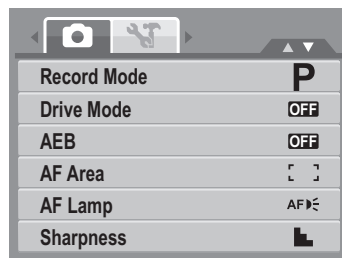 Record Mode P
Drive Mode OFF
AEB OFF
AF Area
AF Lamp AF
Sharpness